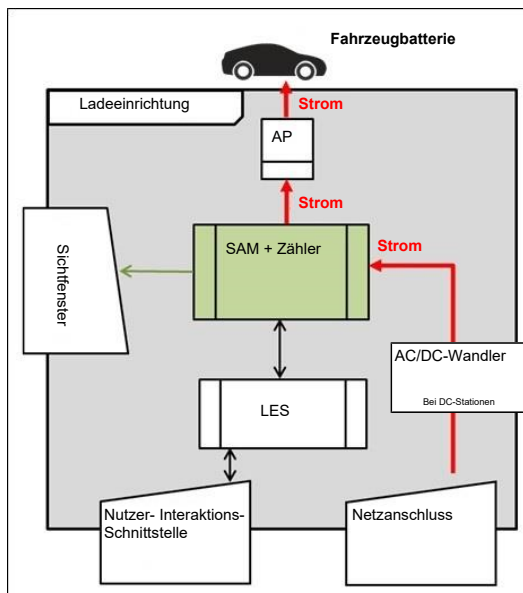 Fahrzeugbatterie
Ladeeinrichtung
Strom
AP
Strom
Sichtfenster
SAM + Zähler
Strom
AC/DC-Wandler
Bei DC-Stationen
LES
Nutzer- Interaktions-
Schnittstelle
Netzanschluss